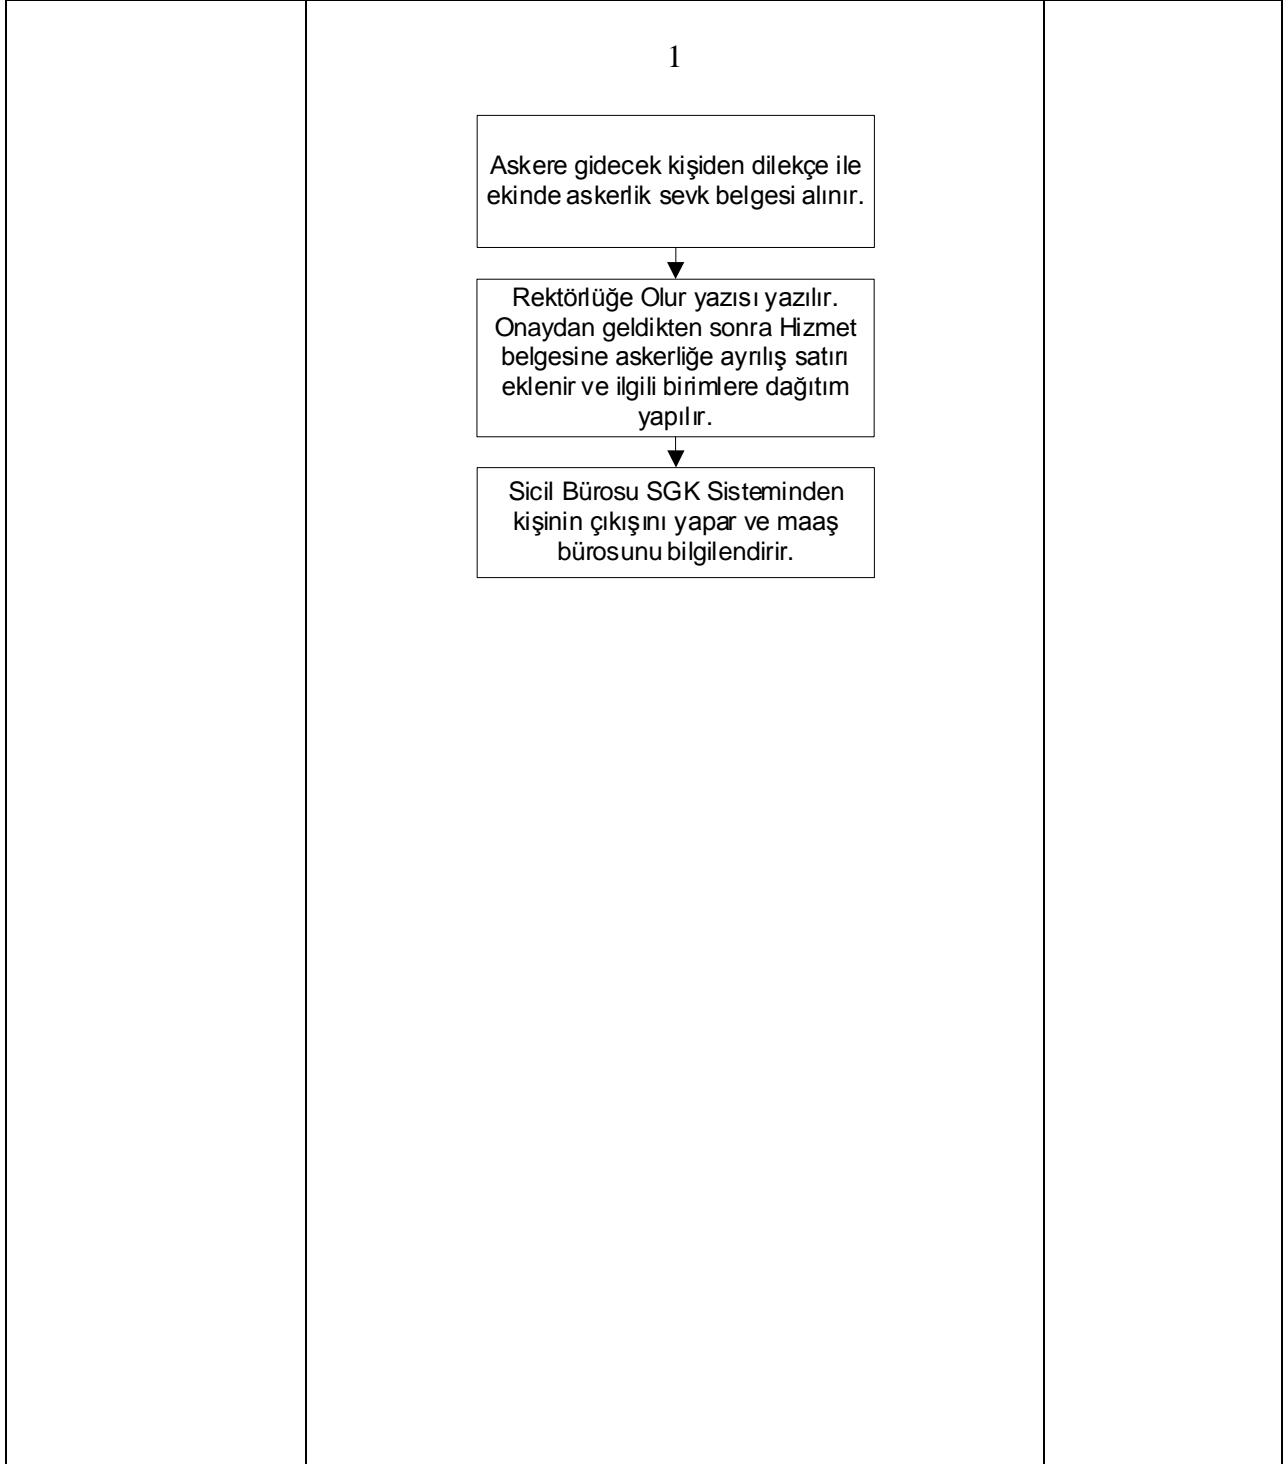 1
Askere gidecek kişiden dilekçe ile
ekinde askerlik sevk belgesi alınır.
Rektörlüğe Olur yazısı yazılır.
Onaydan geldikten sonra Hizmet
belgesine askerliğe ayrılış satırı
eklenir ve ilgili birimlere dağıtım
yapılır.
Sicil Bürosu SGK Sisteminden
kişinin çıkışını yapar ve maaş
bürosunu bilgilendirir.